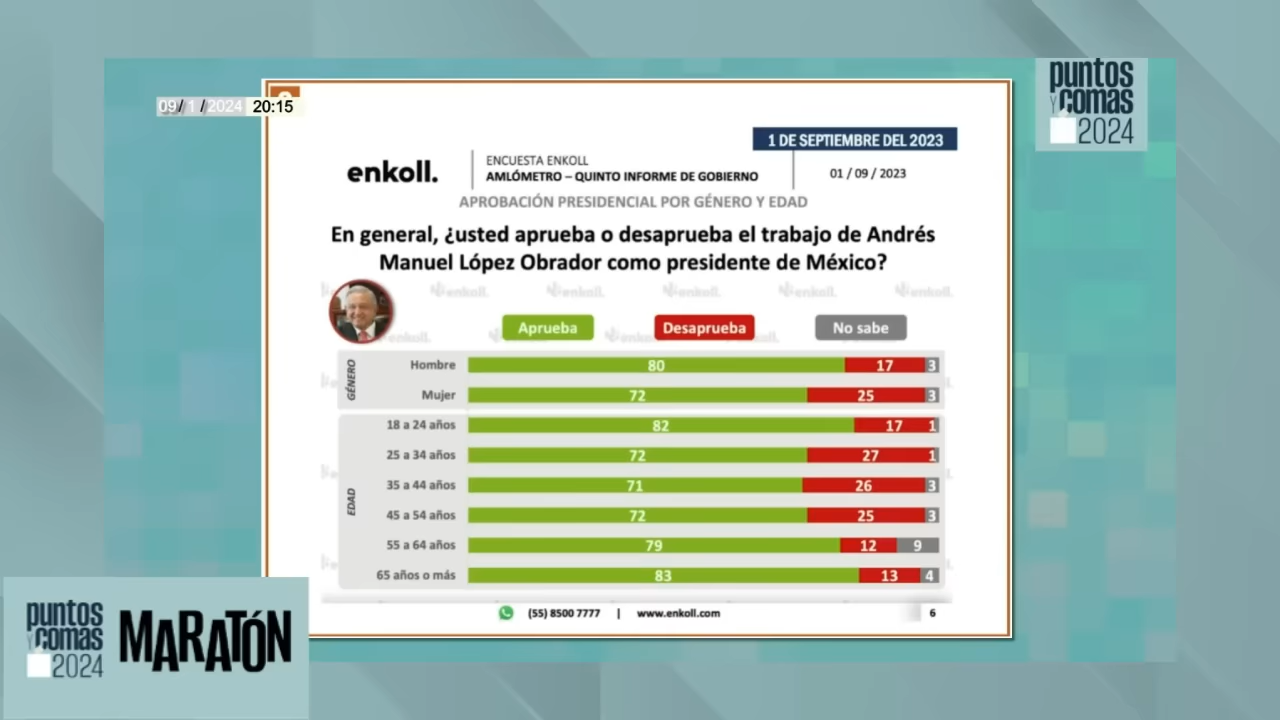 09/ 1 /2024 20:15
puntos
y comas
2024
1 DE SEPTIEMBRE DEL 2023
enkoll.
ENCUESTA ENKOLL
AMLÓMETRO – QUINTO INFORME DE GOBIERNO
01 / 09 / 2023
APROBACIÓN PRESIDENCIAL POR GÉNERO Y EDAD
En general, ¿usted aprueba o desaprueba el trabajo de Andrés
Manuel López Obrador como presidente de México?
Aprueba Desaprueba No sabe
GÉNERO
Hombre 80 17 3
Mujer 72 25 3
EDAD
18 a 24 años 82 17 1
25 a 34 años 72 27 1
35 a 44 años 71 26 3
45 a 54 años 72 25 3
55 a 64 años 79 12 9
65 años o más 83 13 4
(55) 8500 7777 | www.enkoll.com 6
puntos
y comas
2024
MARATÓN